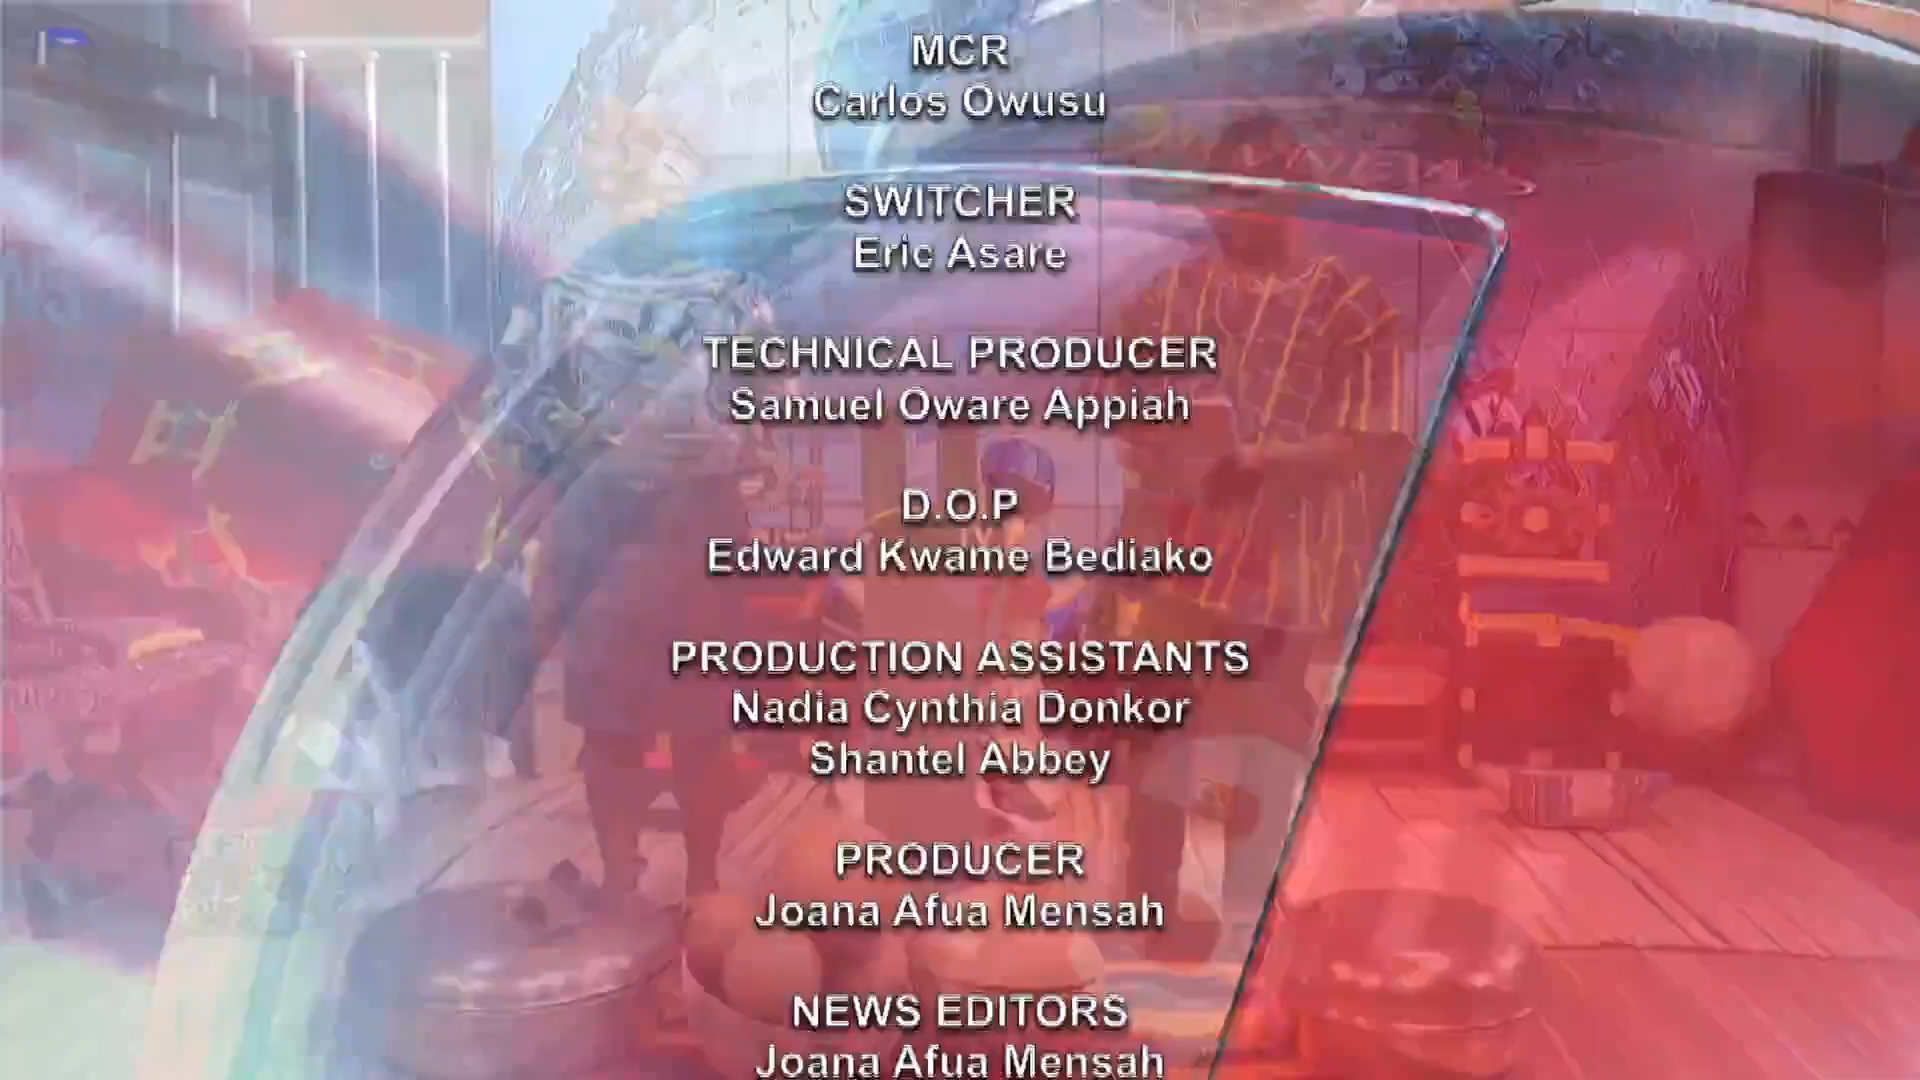 MCR
Carlos Owusu
SWITCHER
Eric Asare
TECHNICAL PRODUCER
Samuel Oware Appiah
D.O.P
Edward Kwame Bediako
PRODUCTION ASSISTANTS
Nadia Cynthia Donkor
Shantel Abbey
PRODUCER
Joana Afua Mensah
NEWS EDITORS
Joana Afua Mensah